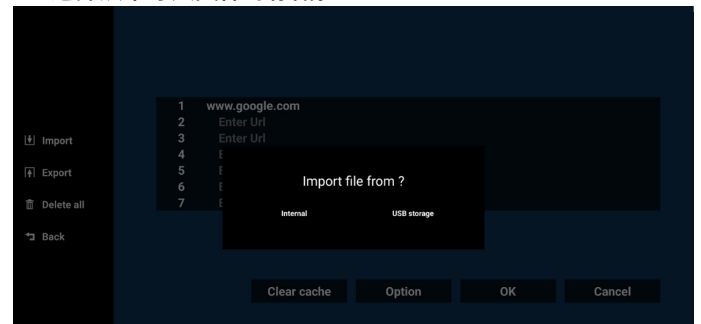 1 www.google.com
2 Enter Url
3 Enter Url
4 E
5 E
6 E
7 E
Import
Export
Delete all
Back
Import file from ?
Internal USB storage
Clear cache Option OK Cancel